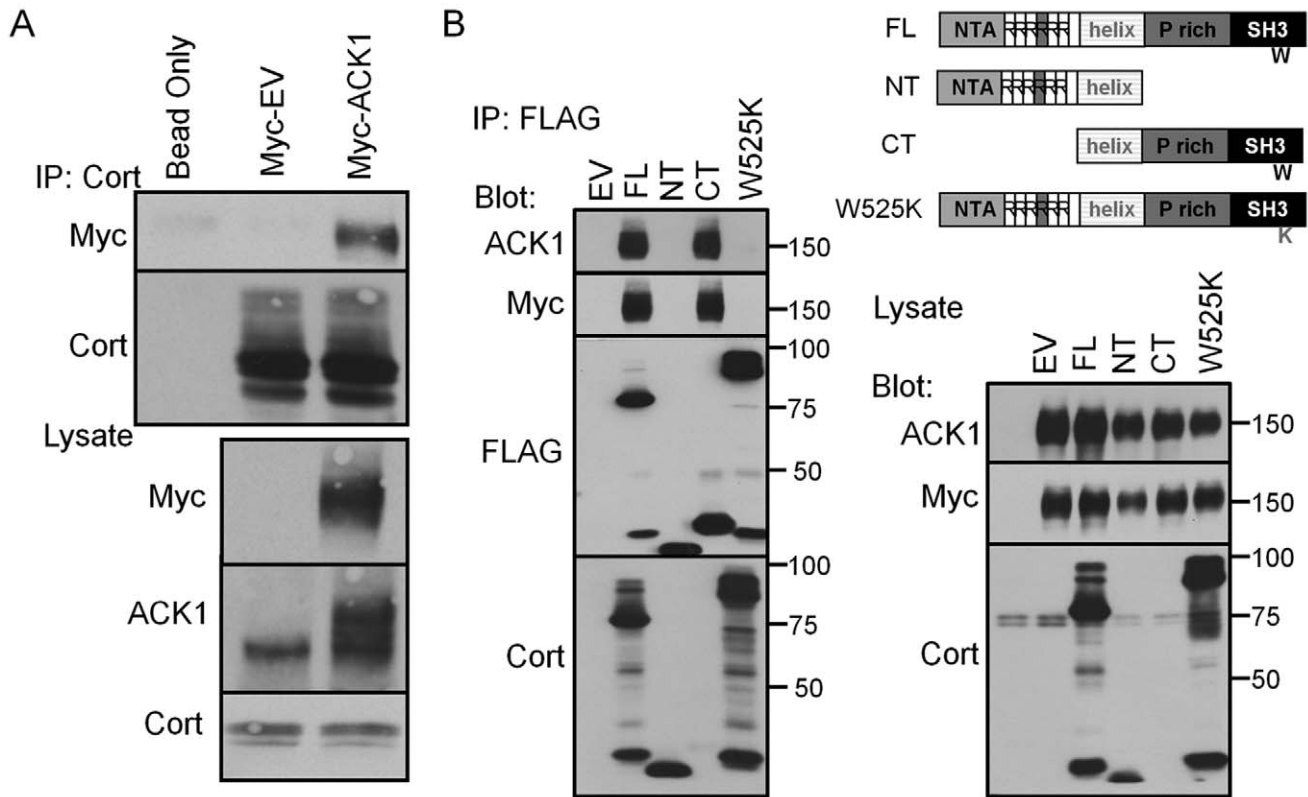 A
Bead Only
Myc-EV
Myc-ACK1
IP: Cort
Myc
Cort
Lysate
Myc
ACK1
Cort
B
IP: FLAG
Blot:
EV
FL
NT
CT
W525K
ACK1
150
Myc
150
FLAG
100
75
50
Cort
100
75
50
FL
NTA
R
R
R
R
R
R
helix
P rich
SH3
W
NT
NTA
R
R
R
R
R
R
helix
CT
helix
P rich
SH3
W
W525K
NTA
R
R
R
R
R
R
helix
P rich
SH3
K
Lysate
Blot:
EV
FL
NT
CT
W525K
ACK1
150
Myc
150
Cort
100
75
50